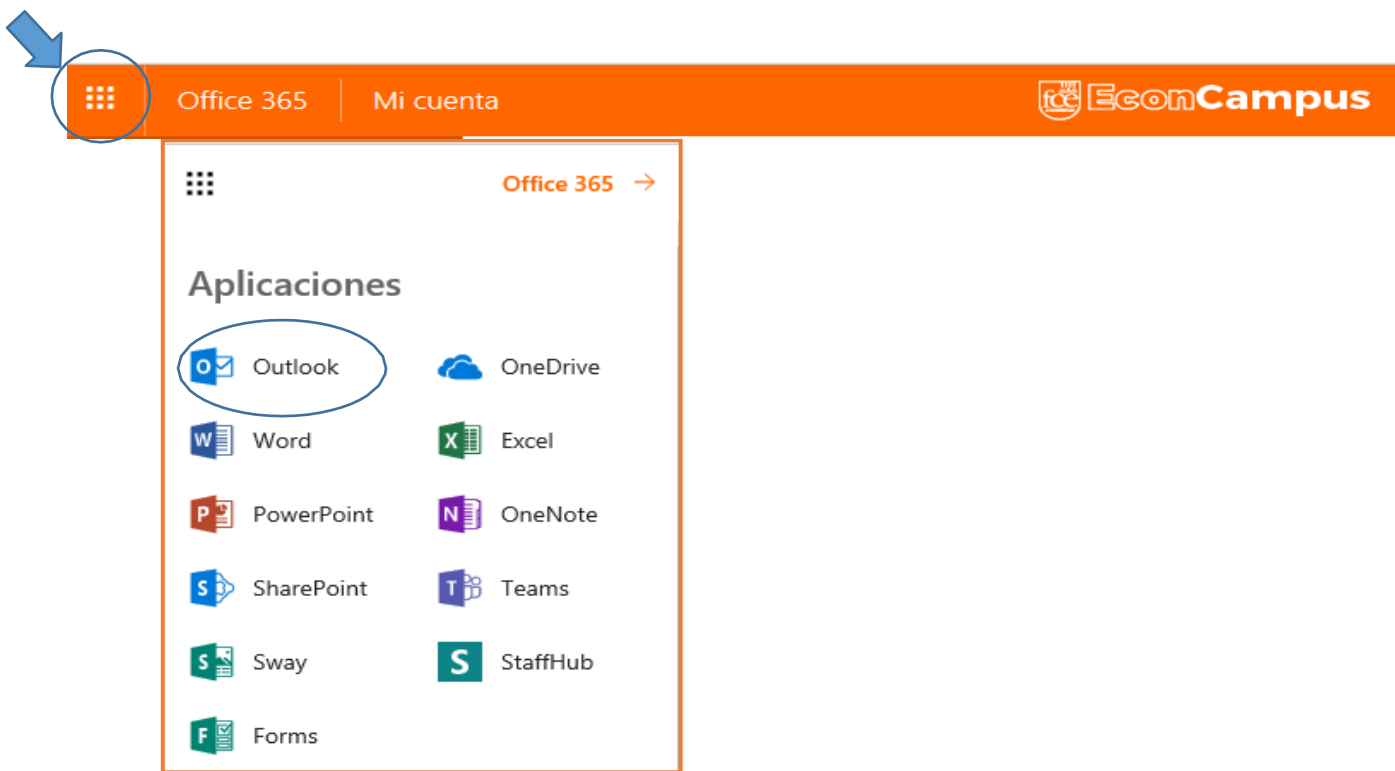 Office 365 Mi cuenta fce EconCampus
Office 365 →
Aplicaciones
Outlook OneDrive
Word Excel
PowerPoint OneNote
SharePoint Teams
Sway StaffHub
Forms